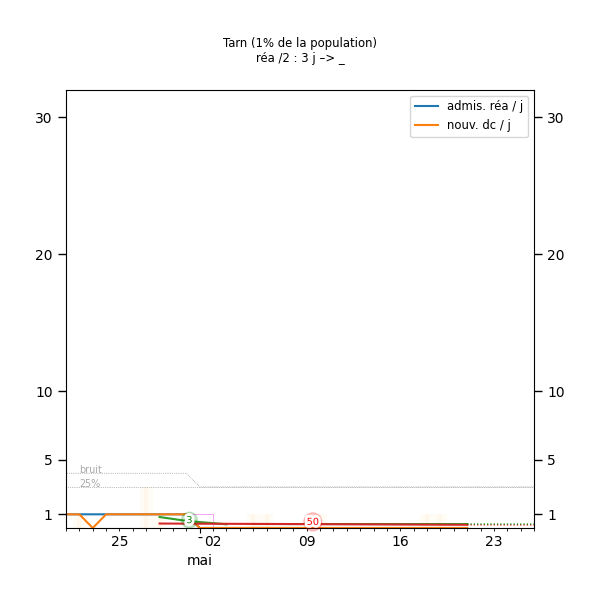 Tarn (1% de la population)
réa /2 : 3 j –> _
admis. réa / j
nouv. dc / j
30 30
20 20
10 10
5 5
bruit
25%
1 3 50 1
25 02 09 16 23
mai